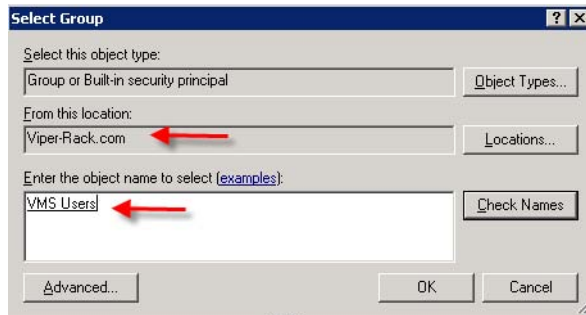 Select Group
Select this object type:
Group or Built-in security principal
Object Types...
From this location:
Viper-Rack.com
Locations...
Enter the object name to select (examples):
VMS Users
Check Names
Advanced...
OK
Cancel